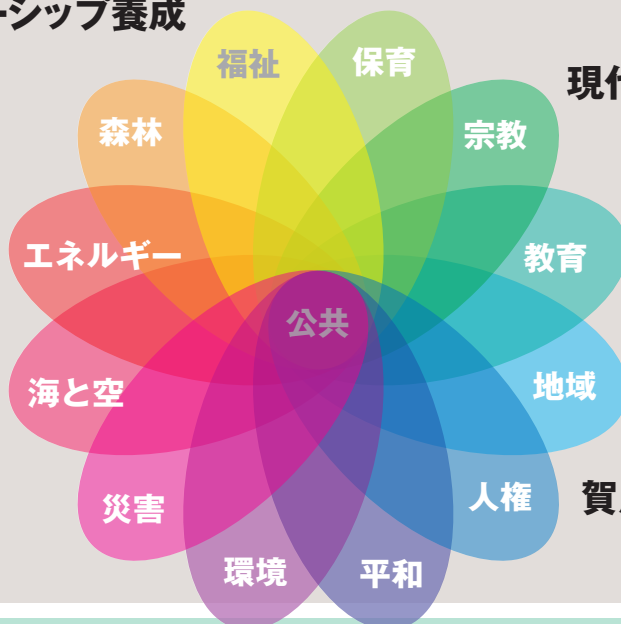 ーシップ養成
福祉
保育
現代
森林
宗教
エネルギー
教育
公共
海と空
地域
災害
人権
賀川
環境
平和